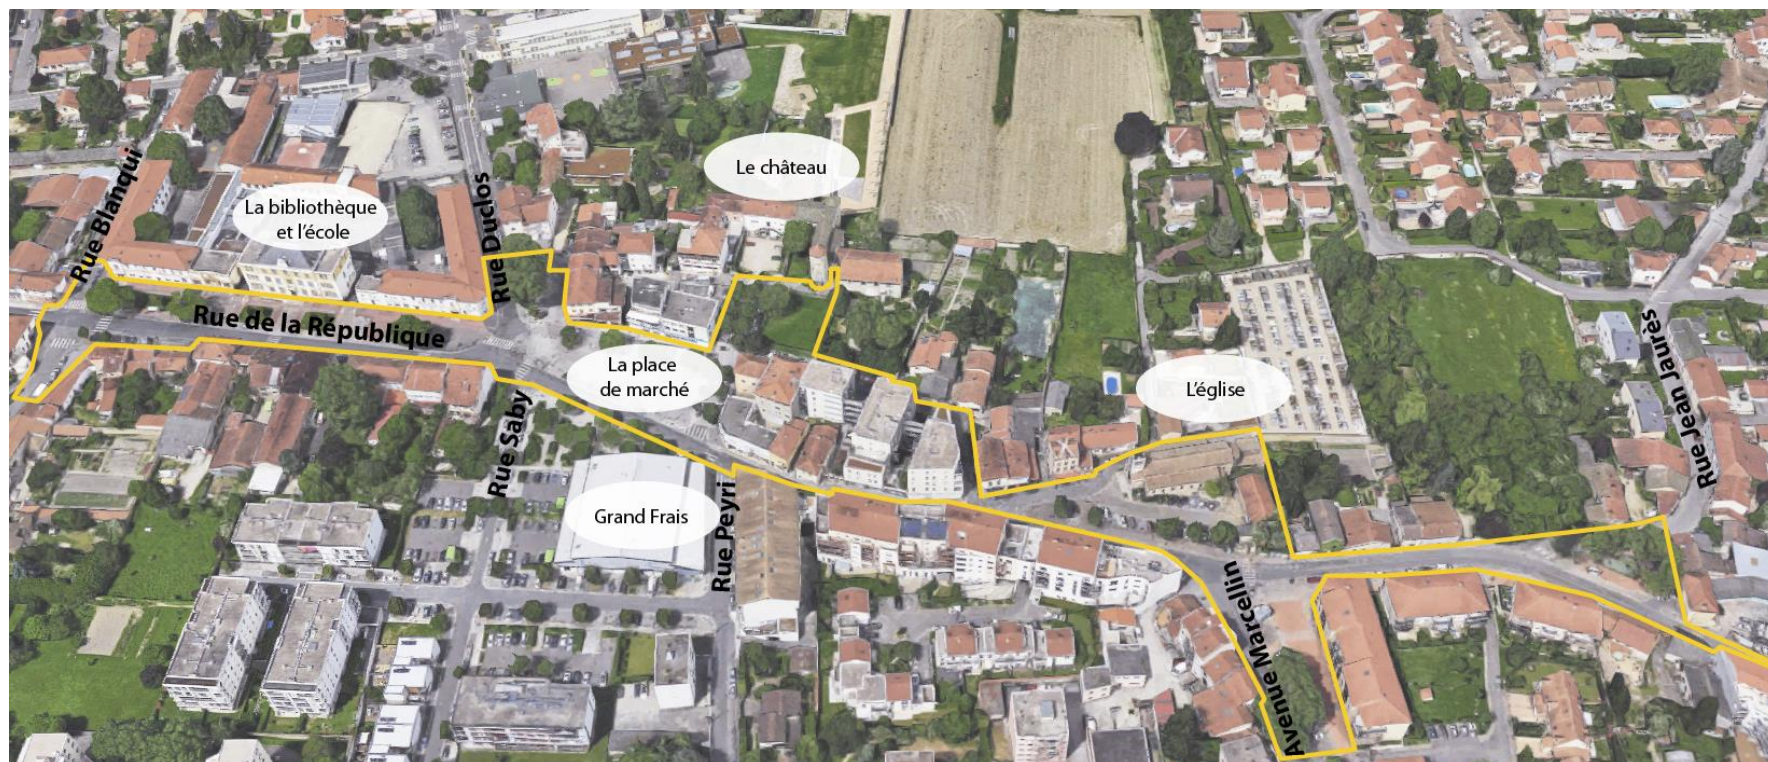 Rue Blanqui
La bibliothèque
et l'école
Rue Duclos
Le château
Rue de la République
La place
de marché
L'église
Rue Jean Jaurès
Rue Saby
Grand Frais
Rue Peyri
Avenue Marcellin